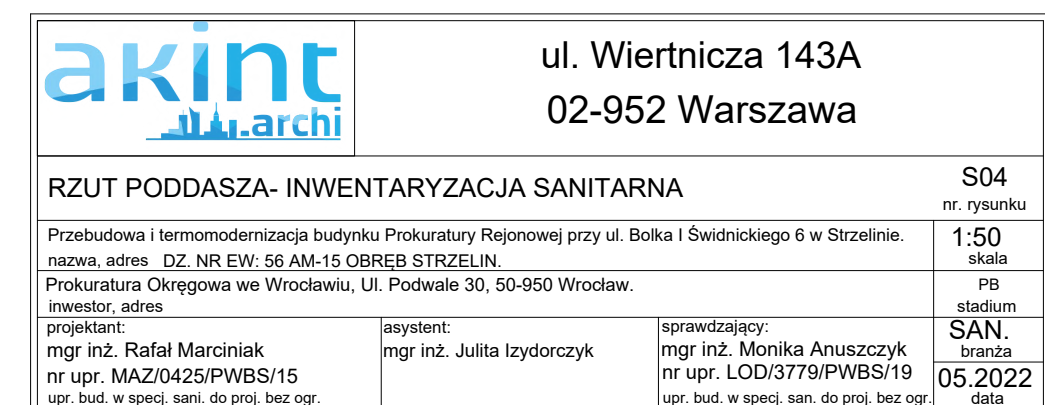 akint
.archi
ul. Wiertnicza 143A
02-952 Warszawa
RZUT PODDASZA- INWENTARYZACJA SANITARNA
S04
nr. rysunku
Przebudowa i termomodernizacja budynku Prokuratury Rejonowej przy ul. Bolka I Świdnickiego 6 w Strzelinie.
nazwa, adres DZ. NR EW: 56 AM-15 OBRĘB STRZELIN.
1:50
skala
Prokuratura Okręgowa we Wrocławiu, Ul. Podwale 30, 50-950 Wrocław.
inwestor, adres
PB
stadium
projektant:
mgr inż. Rafał Marciniak
nr upr. MAZ/0425/PWBS/15
upr. bud. w specj. sani. do proj. bez ogr.
asystent:
mgr inż. Julita Izydorczyk
sprawdzający:
mgr inż. Monika Anuszczyk
nr upr. LOD/3779/PWBS/19
upr. bud. w specj. san. do proj. bez ogr.
SAN.
branża
05.2022
data